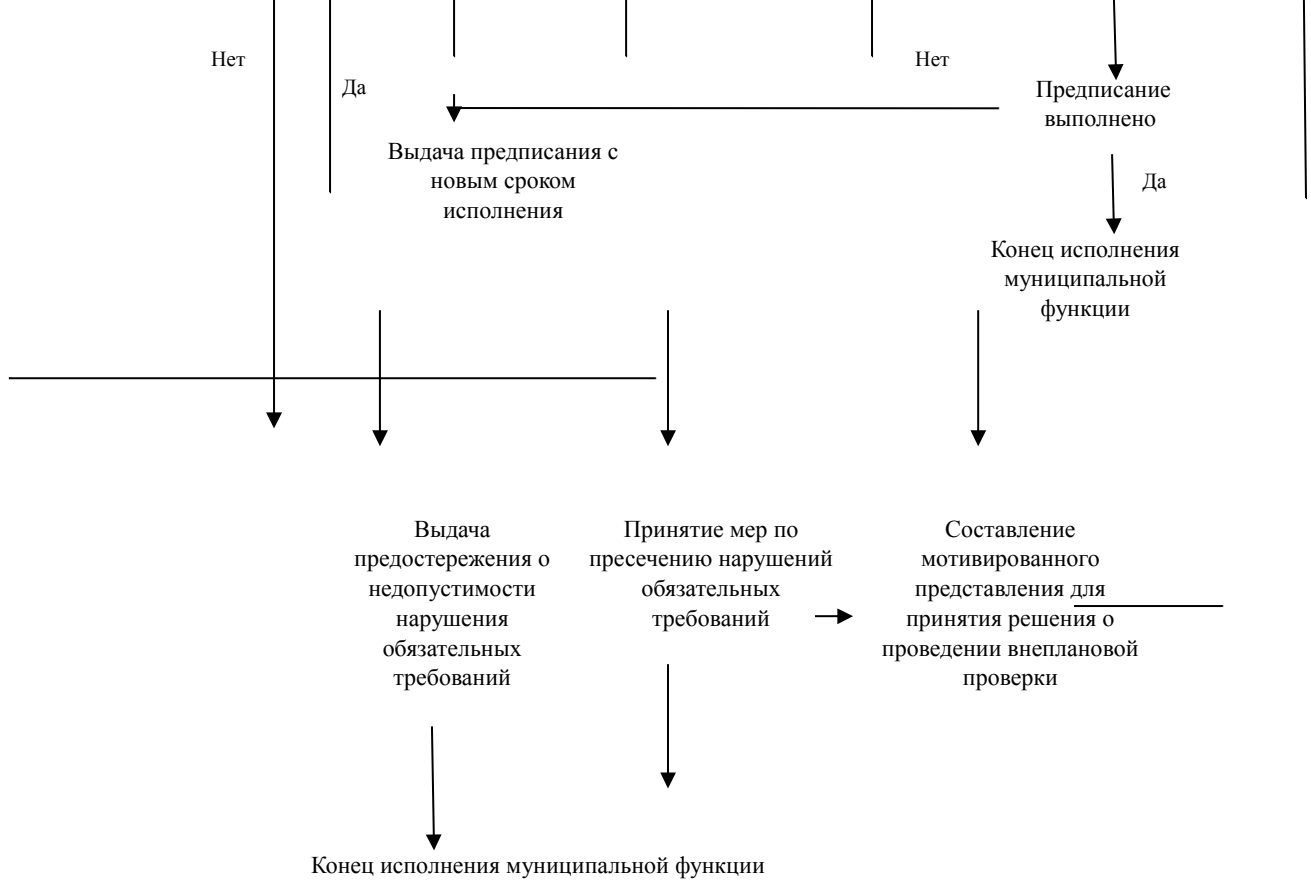 Нет
Нет
Да
Предписание
выполнено
Выдача предписания с
новым сроком
исполнения
Да
Конец исполнения
муниципальной
функции
Выдача
предостережения о
недопустимости
нарушения
обязательных
требований
Принятие мер по
пресечению нарушений
обязательных
требований
Составление
мотивированного
представления для
принятия решения о
проведении внеплановой
проверки
Конец исполнения муниципальной функции